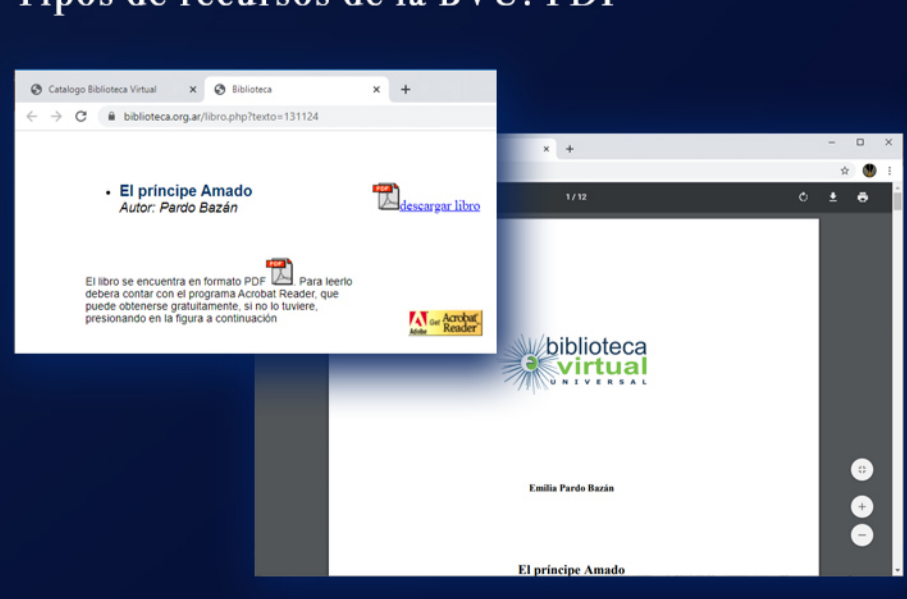 Tipos de recursos de la BVU: PDF
Catalogo Biblioteca Virtual
Biblioteca
biblioteca.org.ar/libro.php?texto=131124
El príncipe Amado
Autor: Pardo Bazán
PDF
descargar libro
PDF
El libro se encuentra en formato PDF . Para leerlo
debera contar con el programa Acrobat Reader, que
puede obtenerse gratuitamente, si no lo tuviere,
presionando en la figura a continuación
Adobe
Get Acrobat
Reader
1 / 12
biblioteca
virtual
UNIVERSAL
Emilia Pardo Bazán
El príncipe Amado